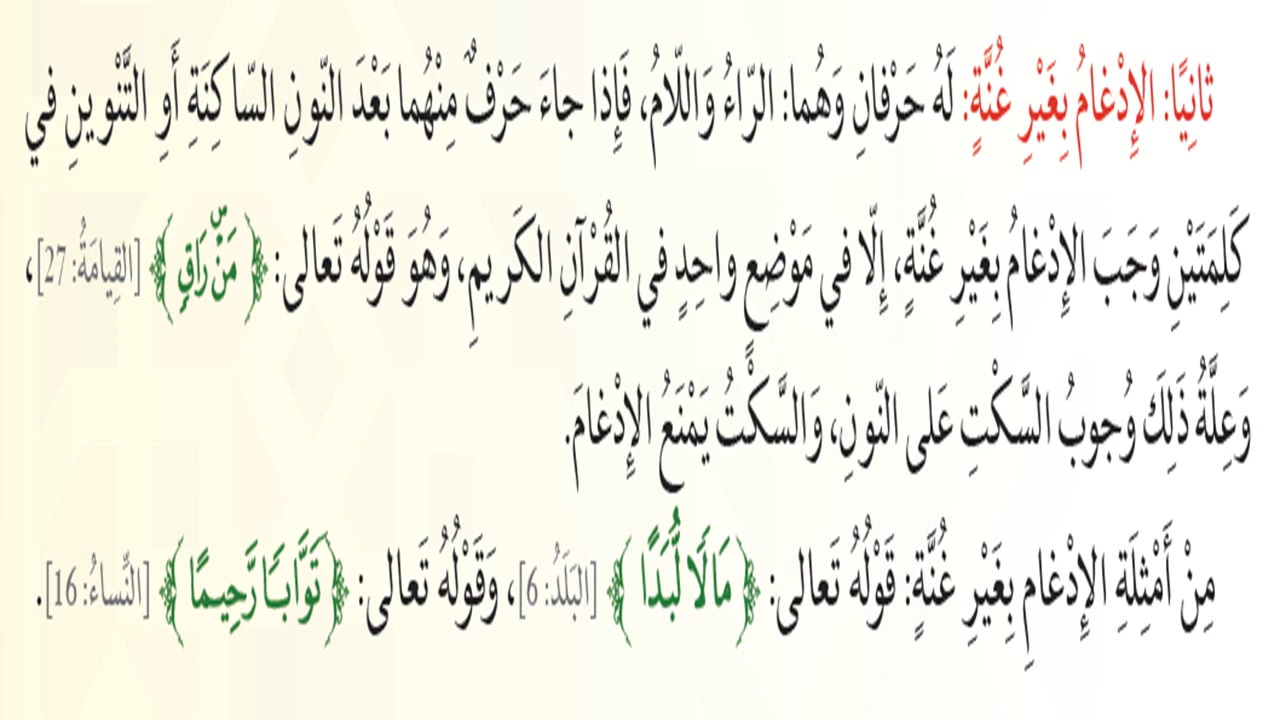 ثانِيًا: الإِدْغامُ بِغَيْرِ غُنَّةٍ: لَهُ حَرْفانِ وَهُما: الرّاءُ وَاللّامُ، فَإِذا جاءَ حَرْفٌ مِنْهُما بَعْدَ النّونِ السّاكِنَةِ أَوِ التَّنْوينِ في
كَلِمَتَيْنِ وَجَبَ الإِدْغامُ بِغَيْرِ غُنَّةٍ، إِلّا في مَوْضِعٍ واحِدٍ في القُرْآنِ الكَريمِ، وَهُوَ قَوْلُهُ تَعالى: ﴿مَنْۜ رَاقٍ﴾ [القِيامَةُ: 27]،
وَعِلَّةُ ذَلِكَ وُجوبُ السَّكْتِ عَلى النّونِ، وَالسَّكْتُ يَمْنَعُ الإِدْغامَ.
مِنْ أَمْثِلَةِ الإِدْغامِ بِغَيْرِ غُنَّةٍ: قَوْلُهُ تَعالى: ﴿مَالًا لُّبَدًا﴾ [البَلَدُ: 6]، وَقَوْلُهُ تَعالى: ﴿تَوَّابًا رَّحِيمًا﴾ [النِّساءُ: 16].